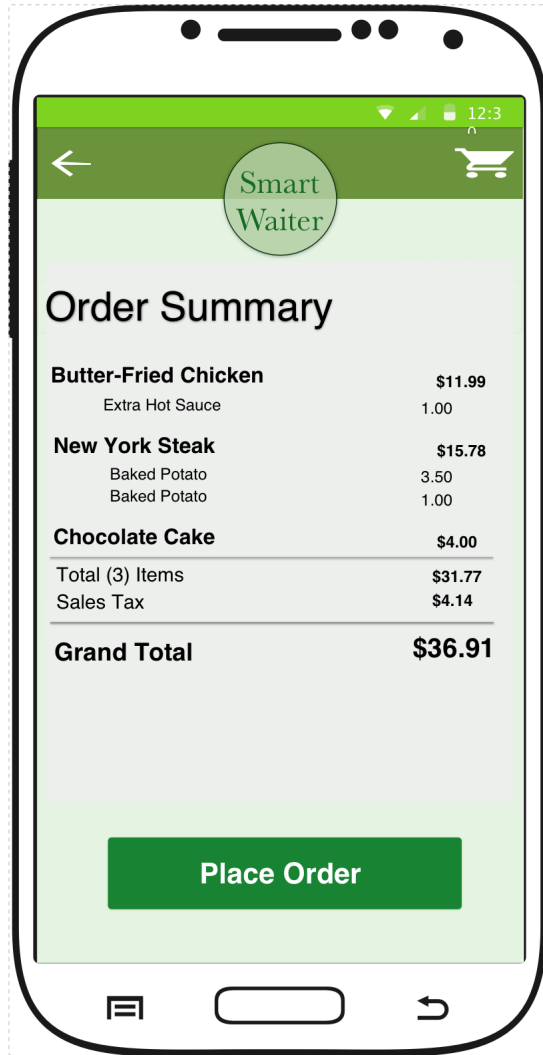 12:3
Smart
Waiter
Order Summary
Butter-Fried Chicken $11.99
Extra Hot Sauce 1.00
New York Steak $15.78
Baked Potato 3.50
Baked Potato 1.00
Chocolate Cake $4.00
Total (3) Items $31.77
Sales Tax $4.14
Grand Total $36.91
Place Order